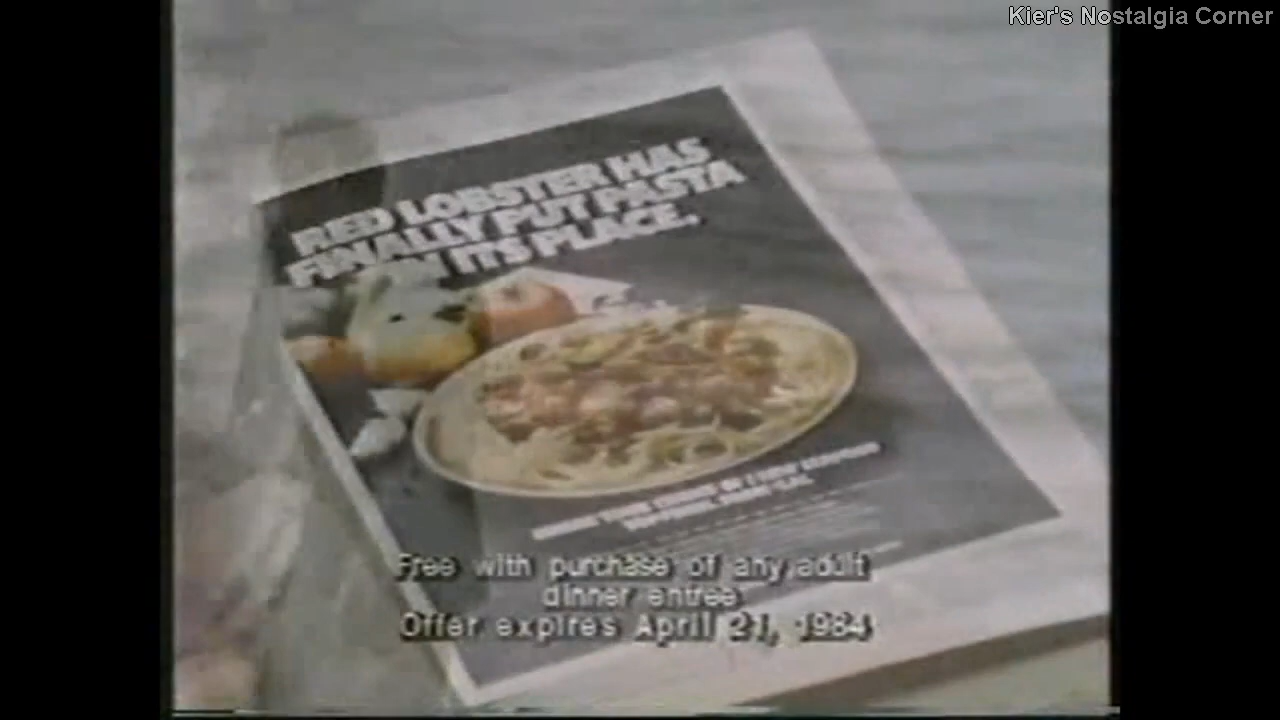 Kier's Nostalgia Corner
RED LOBSTER HAS
FINALLY PUT PASTA
IN ITS PLACE.
Free with purchase of any adult
dinner entree
Offer expires April 21, 1984